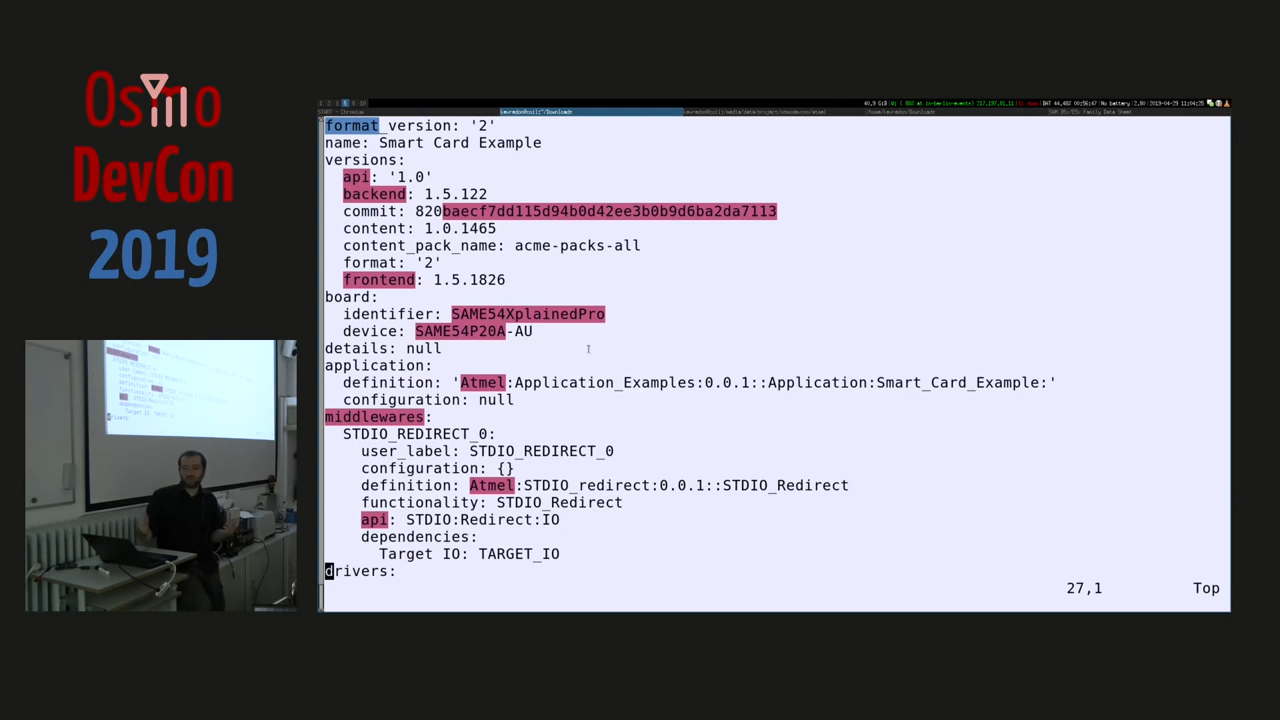 Osmo
DevCon
2019
format_version: '2'
name: Smart Card Example
versions:
api: '1.0'
backend: 1.5.122
commit: 820baecf7dd115d94b0d42ee3b0b9d6ba2da7113
content: 1.0.1465
content_pack_name: acme-packs-all
format: '2'
frontend: 1.5.1826
board:
identifier: SAME54XplainedPro
device: SAME54P20A-AU
details: null
application:
definition: 'Atmel:Application_Examples:0.0.1::Application:Smart_Card_Example:'
configuration: null
middlewares:
STDIO_REDIRECT_0:
user_label: STDIO_REDIRECT_0
configuration: {}
definition: Atmel:STDIO_redirect:0.0.1::STDIO_Redirect
functionality: STDIO_Redirect
api: STDIO:Redirect:IO
dependencies:
Target IO: TARGET_IO
drivers:
27,1 Top